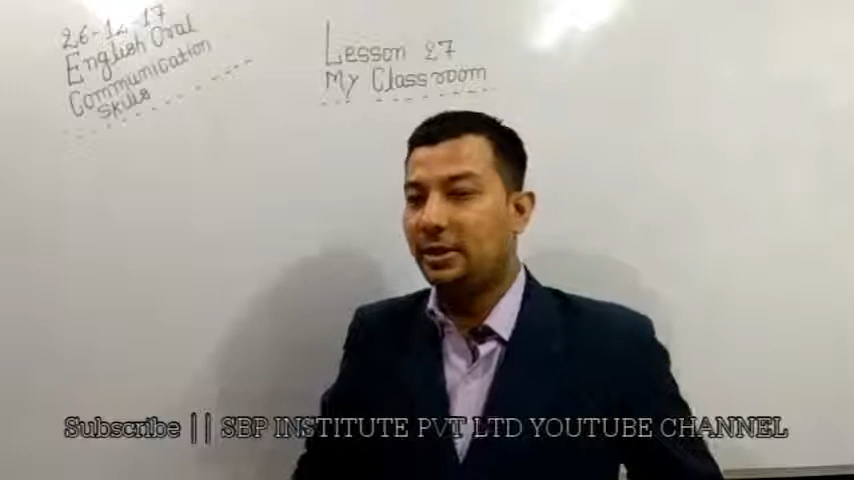 26-12-17
English Oral
Communication
Skills
Lesson 27
My Classroom
Subscribe || SBP INSTITUTE PVT LTD YOUTUBE CHANNEL